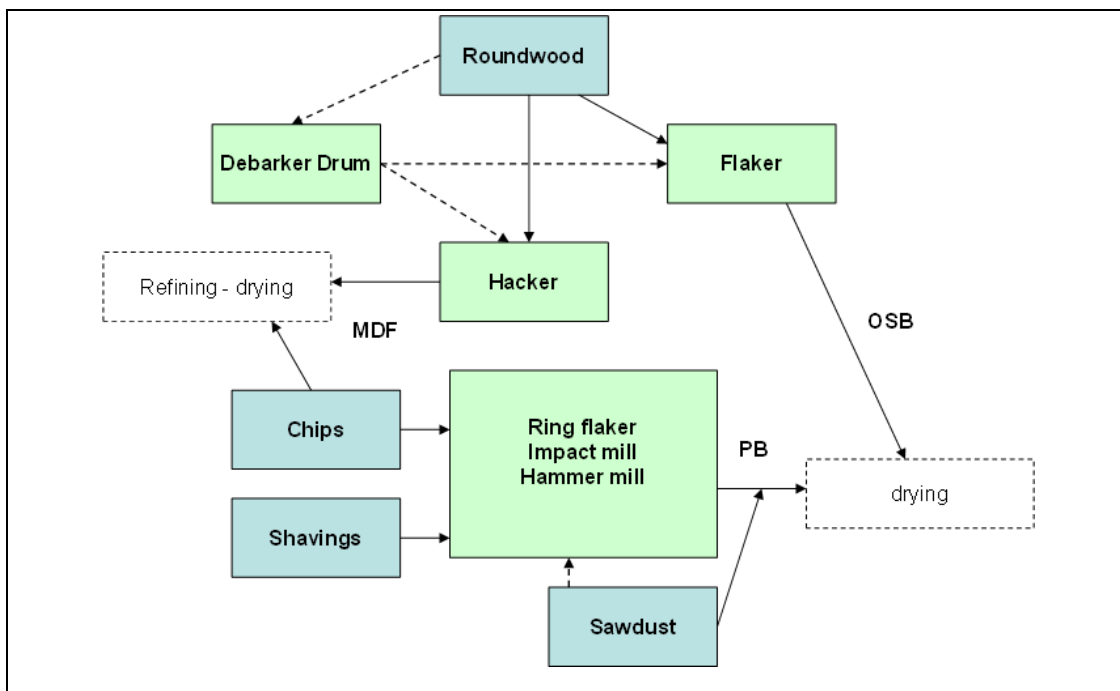 Roundwood
Debarker Drum
Flaker
Hacker
Refining - drying
MDF
OSB
Chips
Ring flaker
Impact mill
Hammer mill
PB
drying
Shavings
Sawdust